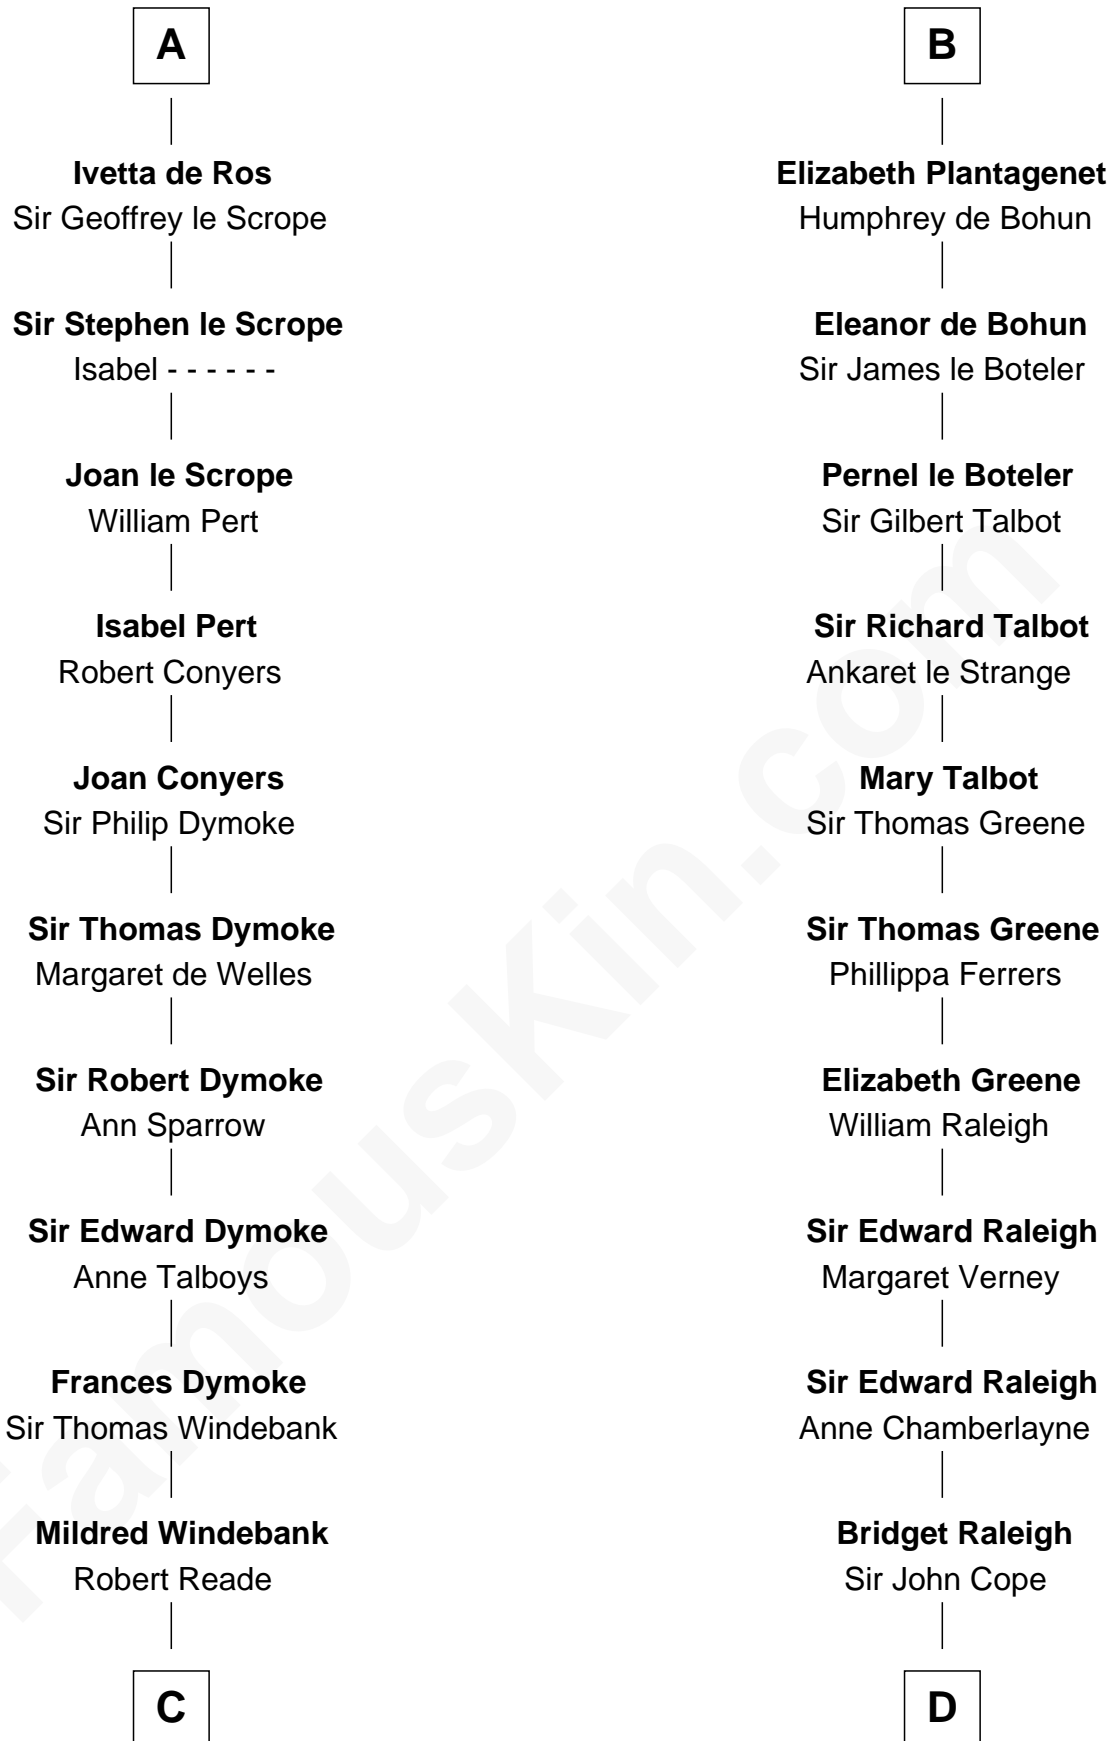 A
Ivetta de Ros
Sir Geoffrey le Scrope
Sir Stephen le Scrope
Isabel - - - - - -
Joan le Scrope
William Pert
Isabel Pert
Robert Conyers
Joan Conyers
Sir Philip Dymoke
Sir Thomas Dymoke
Margaret de Welles
Sir Robert Dymoke
Ann Sparrow
Sir Edward Dymoke
Anne Talboys
Frances Dymoke
Sir Thomas Windebank
Mildred Windebank
Robert Reade
C
B
Elizabeth Plantagenet
Humphrey de Bohun
Eleanor de Bohun
Sir James le Boteler
Pernel le Boteler
Sir Gilbert Talbot
Sir Richard Talbot
Ankaret le Strange
Mary Talbot
Sir Thomas Greene
Sir Thomas Greene
Phillippa Ferrers
Elizabeth Greene
William Raleigh
Sir Edward Raleigh
Margaret Verney
Sir Edward Raleigh
Anne Chamberlayne
Bridget Raleigh
Sir John Cope
D
FamousKin.com